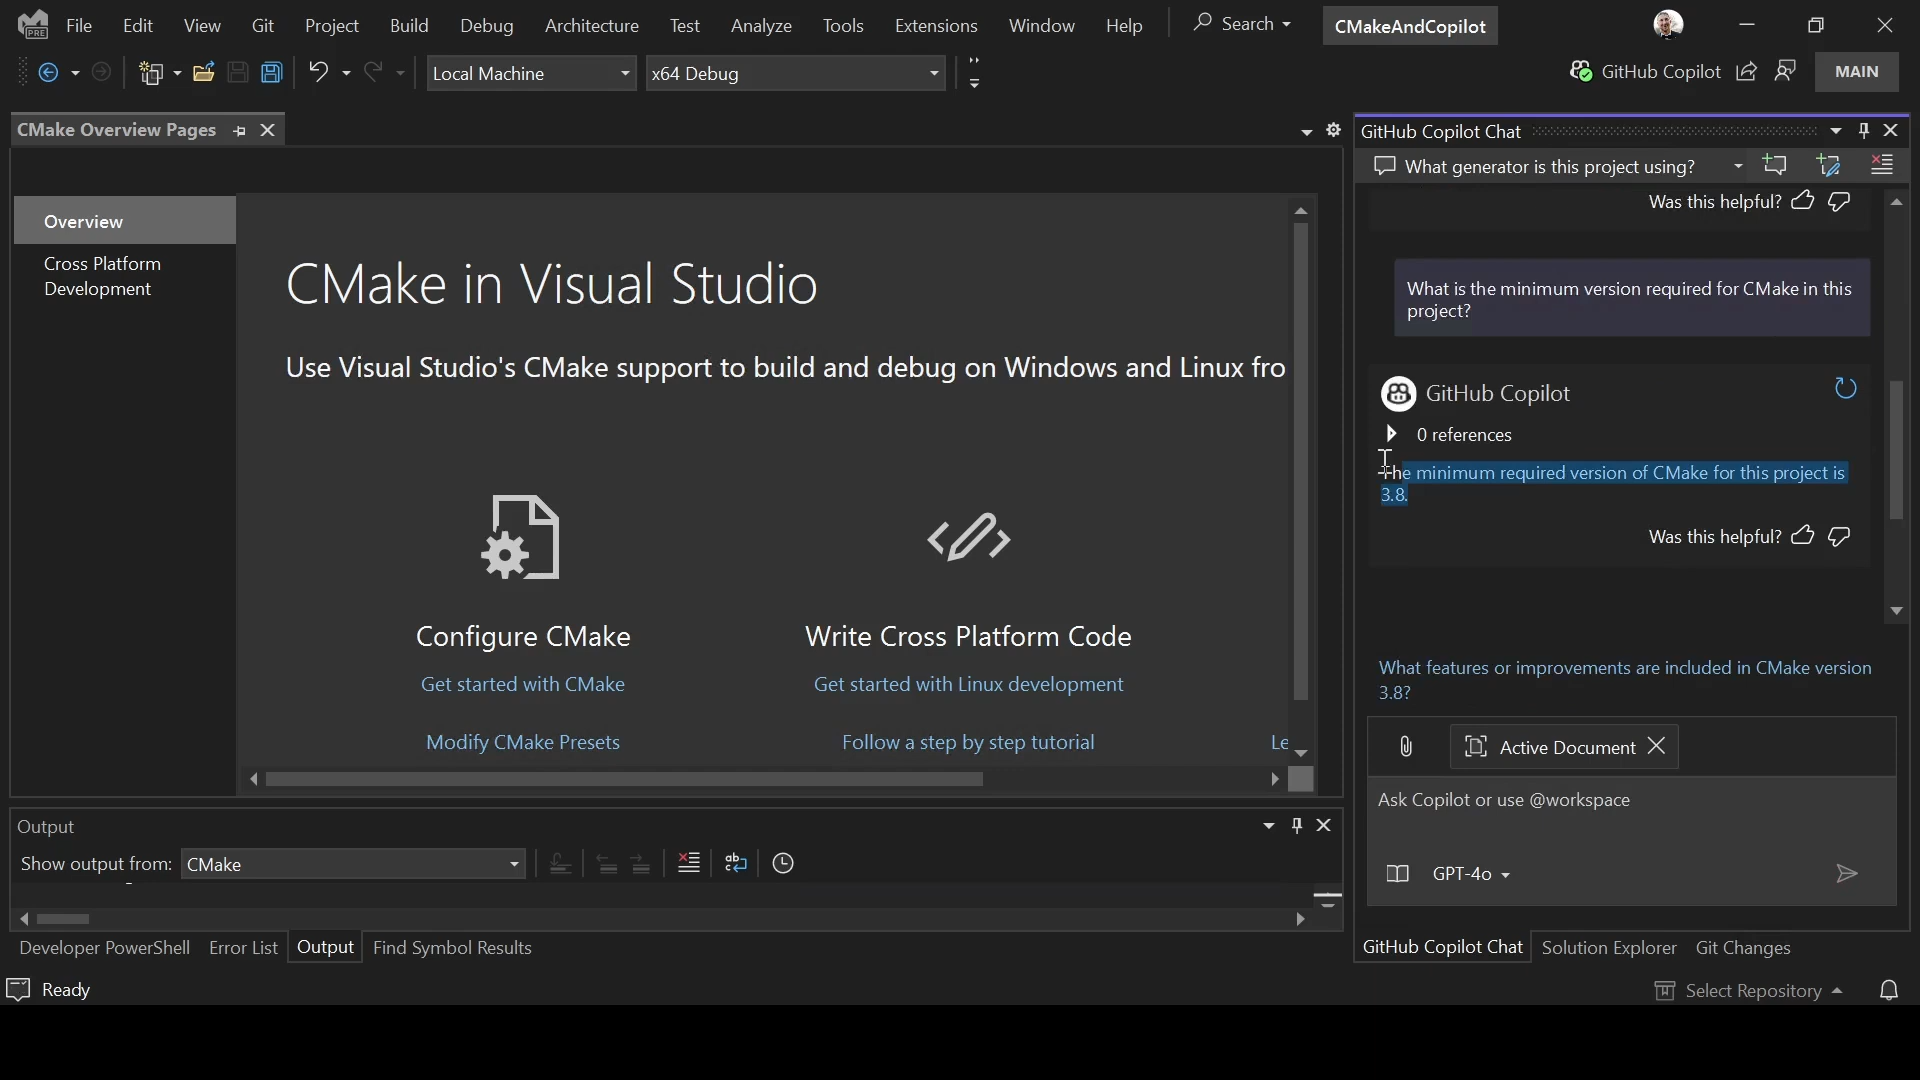 PRE
File Edit View Git Project Build Debug Architecture Test Analyze Tools Extensions Window Help Search CMakeAndCopilot
Local Machine x64 Debug GitHub Copilot MAIN
CMake Overview Pages
Overview
Cross Platform
Development
CMake in Visual Studio
Use Visual Studio's CMake support to build and debug on Windows and Linux fro
Configure CMake
Get started with CMake
Modify CMake Presets
Write Cross Platform Code
Get started with Linux development
Follow a step by step tutorial
Le
Output
Show output from: CMake
Developer PowerShell Error List Output Find Symbol Results
Ready
GitHub Copilot Chat
What generator is this project using?
Was this helpful?
What is the minimum version required for CMake in this
project?
GitHub Copilot
0 references
The minimum required version of CMake for this project is
3.8.
Was this helpful?
What features or improvements are included in CMake version
3.8?
Active Document
Ask Copilot or use @workspace
GPT-4o
GitHub Copilot Chat Solution Explorer Git Changes
Select Repository